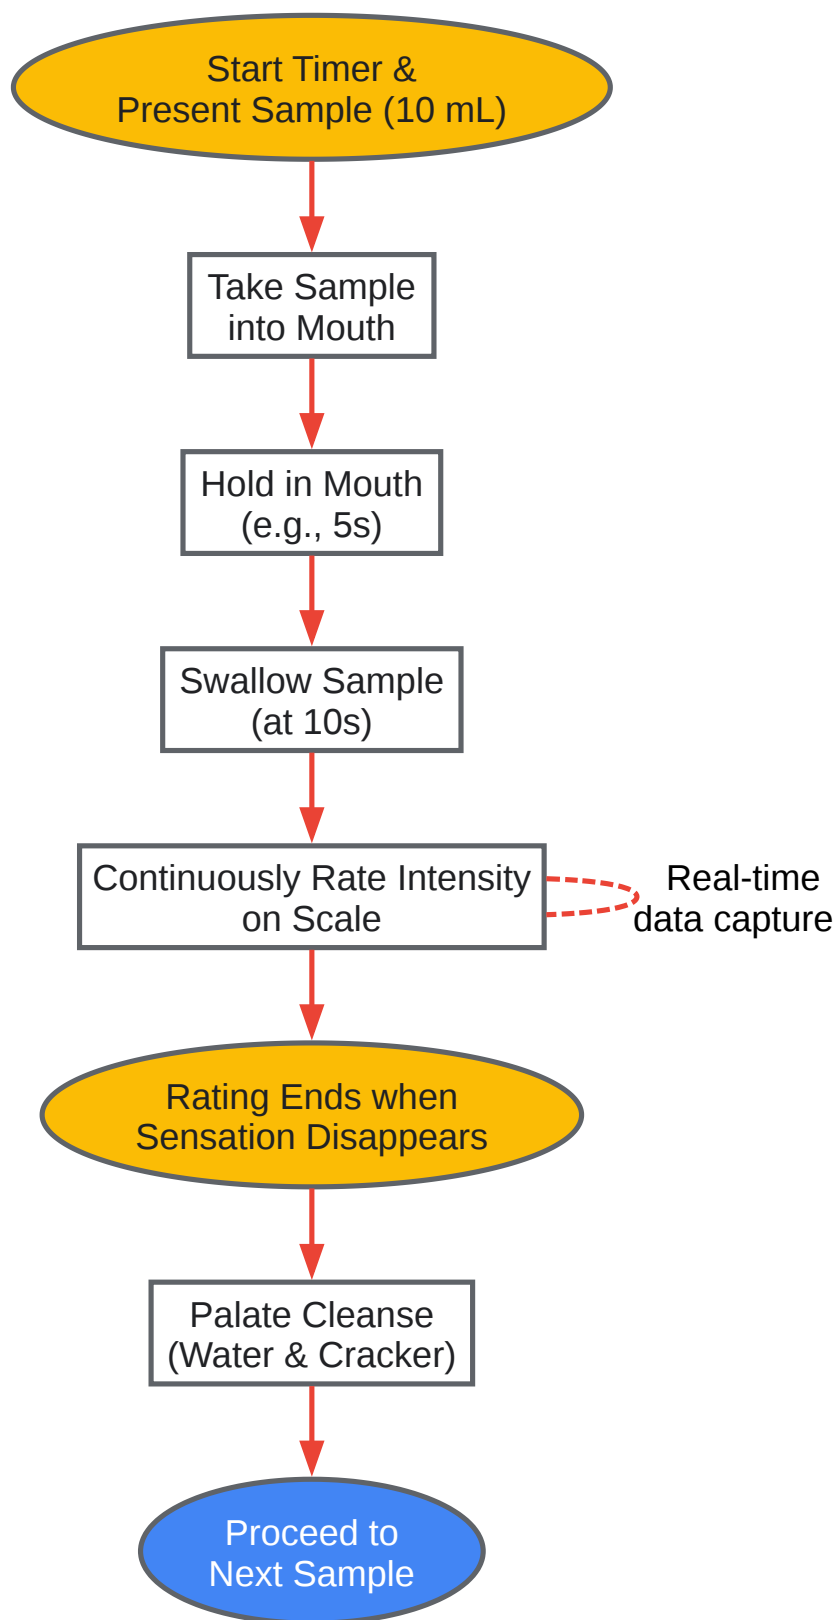 Start Timer &
Present Sample (10 mL)
Take Sample
into Mouth
Hold in Mouth
(e.g., 5s)
Swallow Sample
(at 10s)
Continuously Rate Intensity
on Scale
Real-time
data capture
Rating Ends when
Sensation Disappears
Palate Cleanse
(Water & Cracker)
Proceed to
Next Sample